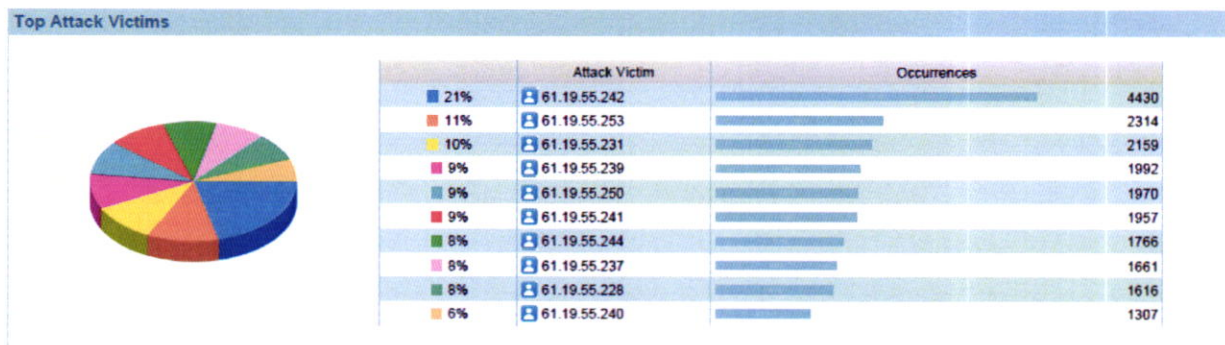 Top Attack Victims
Attack Victim Occurrences
21% 61.19.55.242 4430
11% 61.19.55.253 2314
10% 61.19.55.231 2159
9% 61.19.55.239 1992
9% 61.19.55.250 1970
9% 61.19.55.241 1957
8% 61.19.55.244 1766
8% 61.19.55.237 1661
8% 61.19.55.228 1616
6% 61.19.55.240 1307